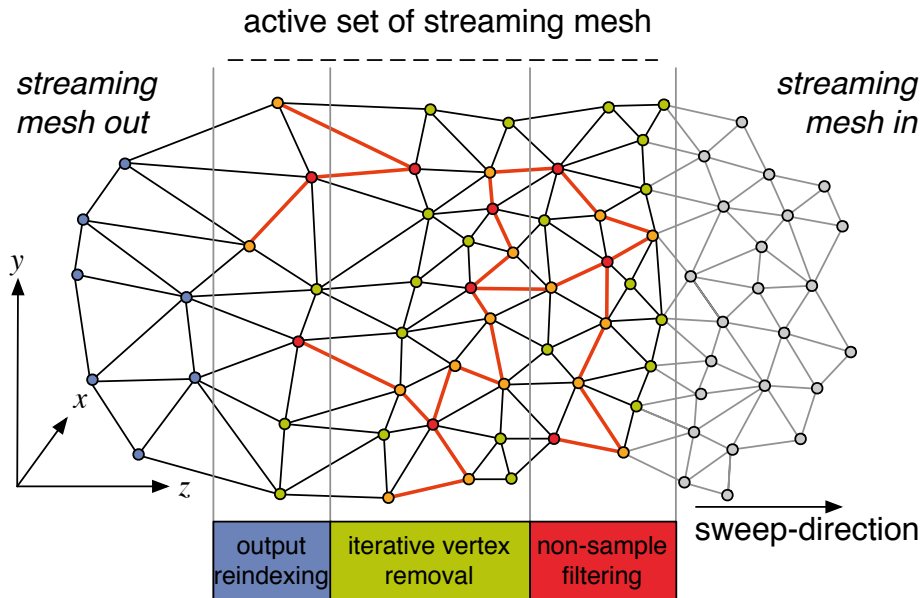 active set of streaming mesh
streaming
mesh out
streaming
mesh in
y
x
z
sweep-direction
output
reindexing
iterative vertex
removal
non-sample
filtering